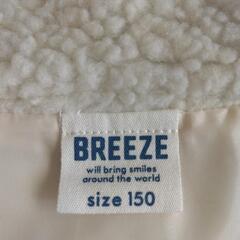 BREEZE
will bring smiles
around the world
size 150